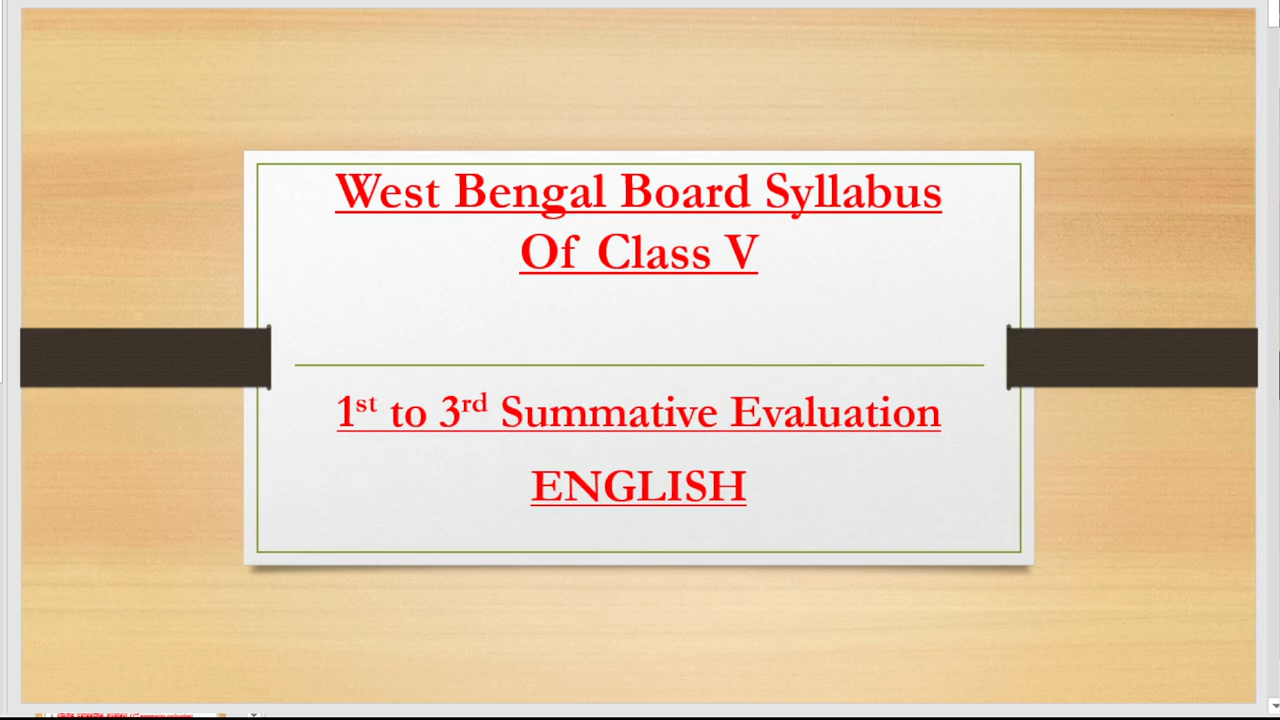 West Bengal Board Syllabus
Of Class V
1st to 3rd Summative Evaluation
ENGLISH